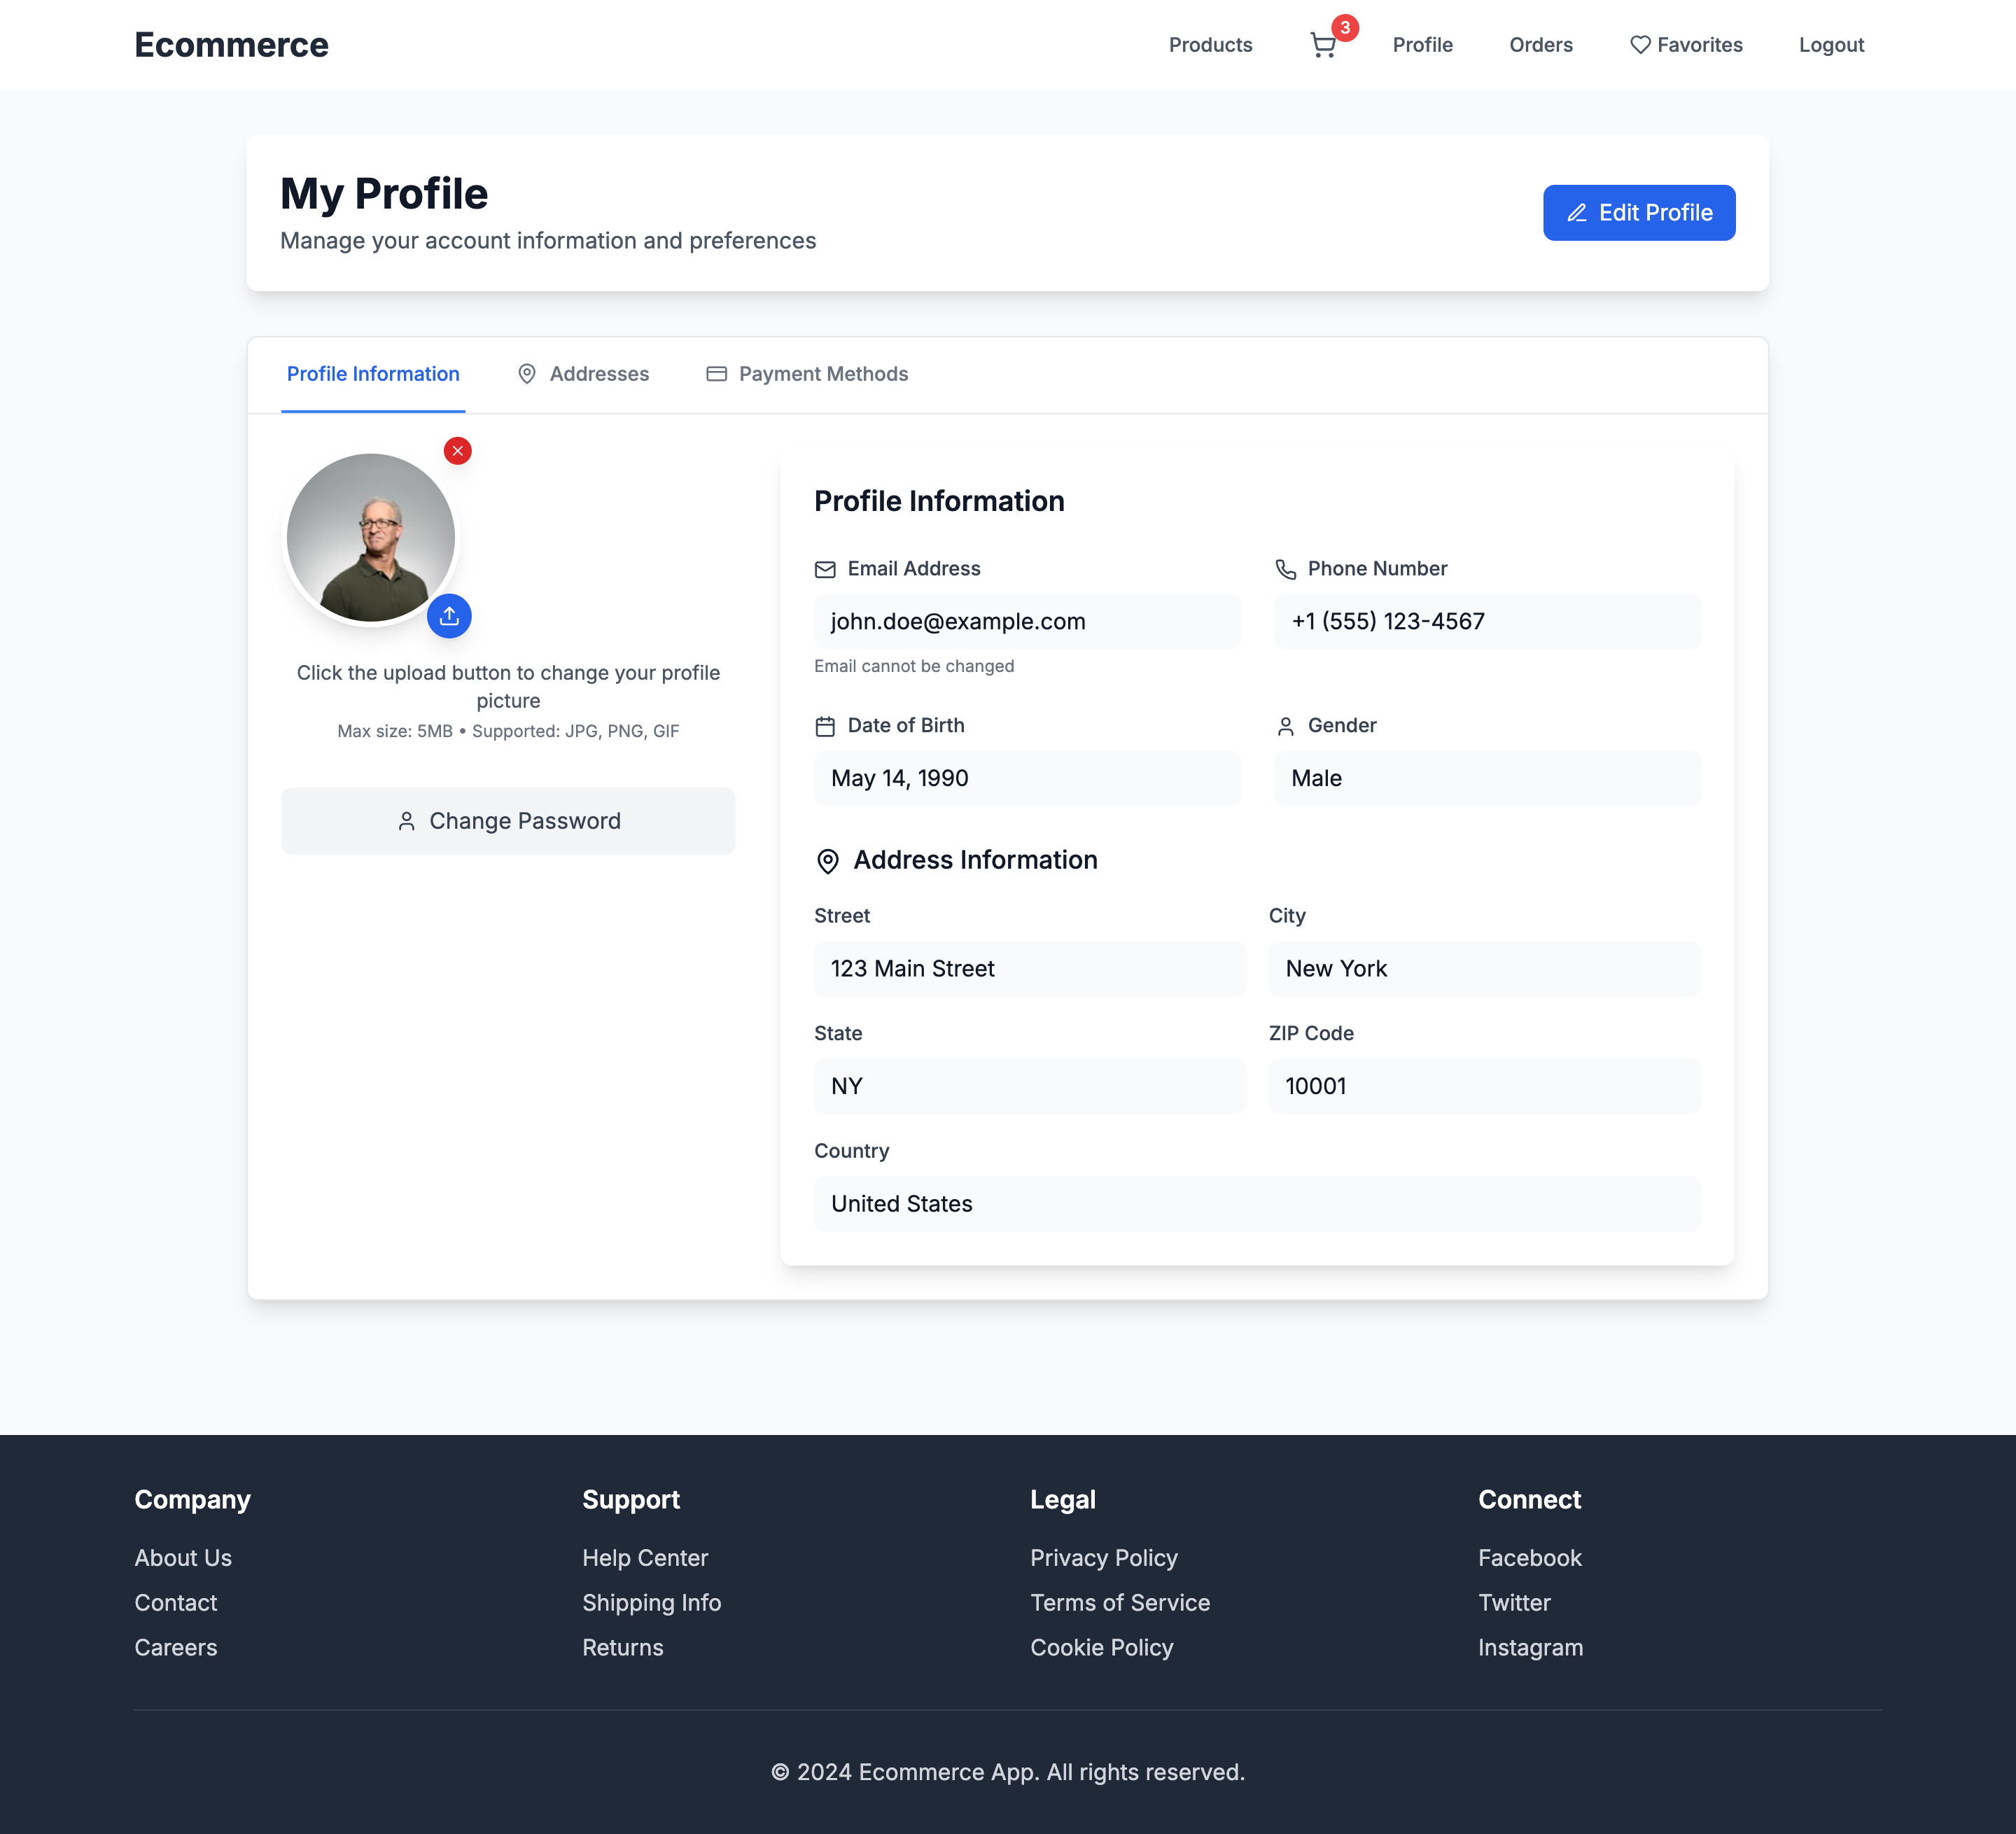 Ecommerce
Products
3
Profile
Orders
Favorites
Logout
My Profile
Manage your account information and preferences
Edit Profile
Profile Information
Addresses
Payment Methods
Click the upload button to change your profile
picture
Max size: 5MB • Supported: JPG, PNG, GIF
Change Password
Profile Information
Email Address
john.doe@example.com
Email cannot be changed
Phone Number
+1 (555) 123-4567
Date of Birth
May 14, 1990
Gender
Male
Address Information
Street
123 Main Street
City
New York
State
NY
ZIP Code
10001
Country
United States
Company
About Us
Contact
Careers
Support
Help Center
Shipping Info
Returns
Legal
Privacy Policy
Terms of Service
Cookie Policy
Connect
Facebook
Twitter
Instagram
© 2024 Ecommerce App. All rights reserved.